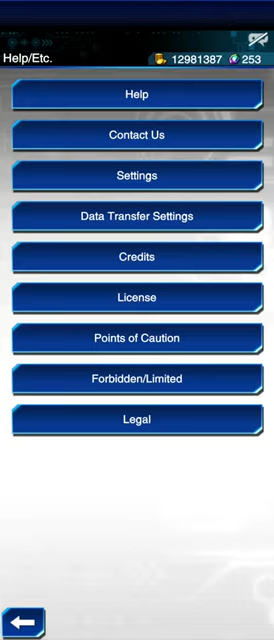 Help/Etc.
12981387
253
Help
Contact Us
Settings
Data Transfer Settings
Credits
License
Points of Caution
Forbidden/Limited
Legal